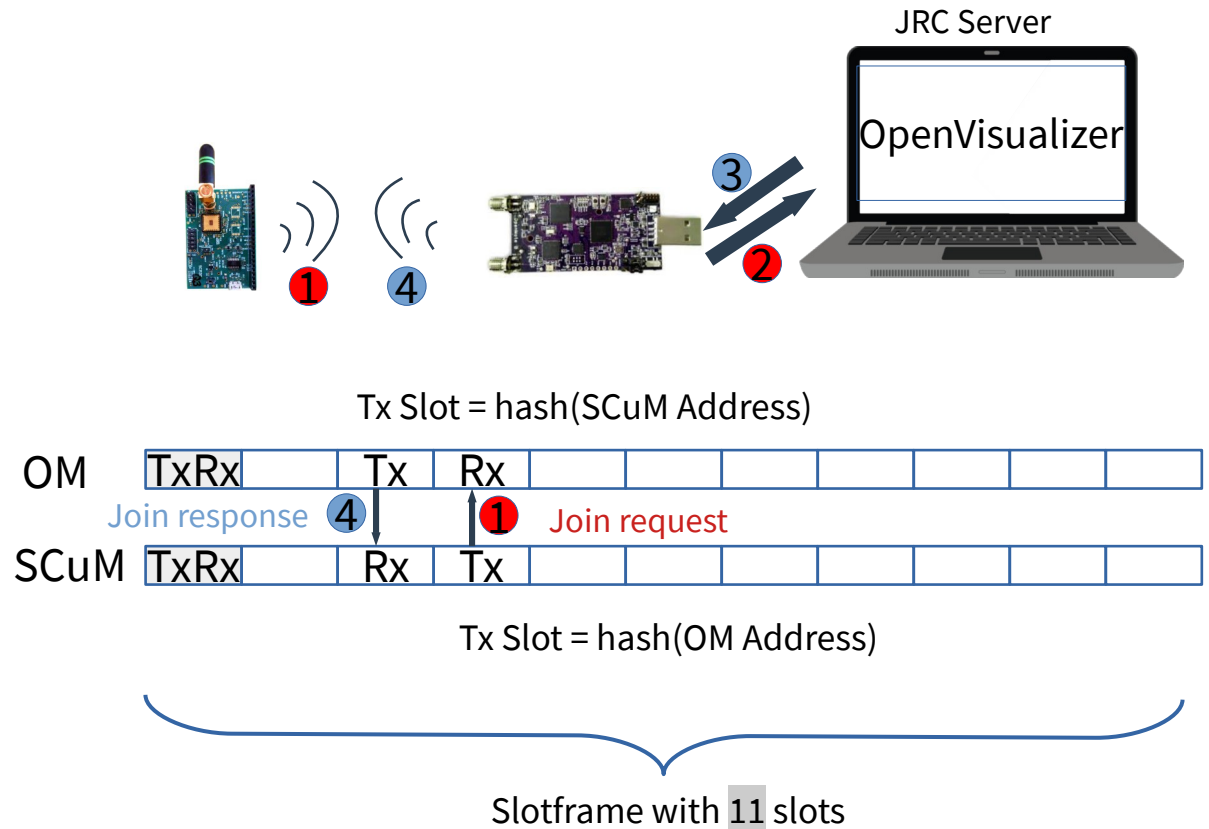 JRC Server
OpenVisualizer
3
2
1
4
Tx Slot = hash(SCuM Address)
OM TxRx Tx Rx
Join response 4 1 Join request
SCuM TxRx Rx Tx
Tx Slot = hash(OM Address)
Slotframe with 11 slots